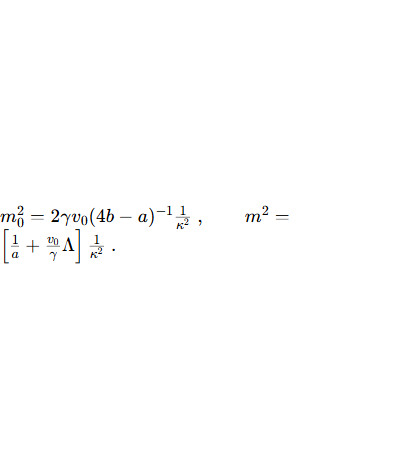 $m_0^2 = 2\gamma v_0 (4b - a)^{-1} \frac{1}{\kappa^2} \ , \qquad m^2 =$
$\left[ \frac{1}{a} + \frac{v_0}{\gamma} \Lambda \right] \frac{1}{\kappa^2} \ .$